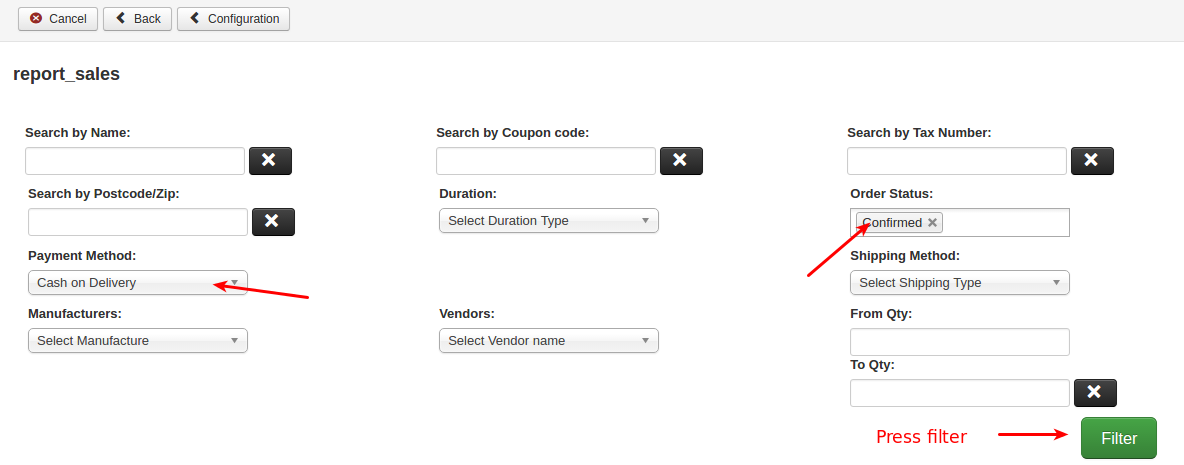 Cancel Back Configuration
report_sales
Search by Name: Search by Coupon code: Search by Tax Number:
Search by Postcode/Zip: Duration: Order Status:
Select Duration Type Confirmed
Payment Method: Shipping Method:
Cash on Delivery Select Shipping Type
Manufacturers: Vendors: From Qty:
Select Manufacture Select Vendor name
To Qty:
Press filter Filter